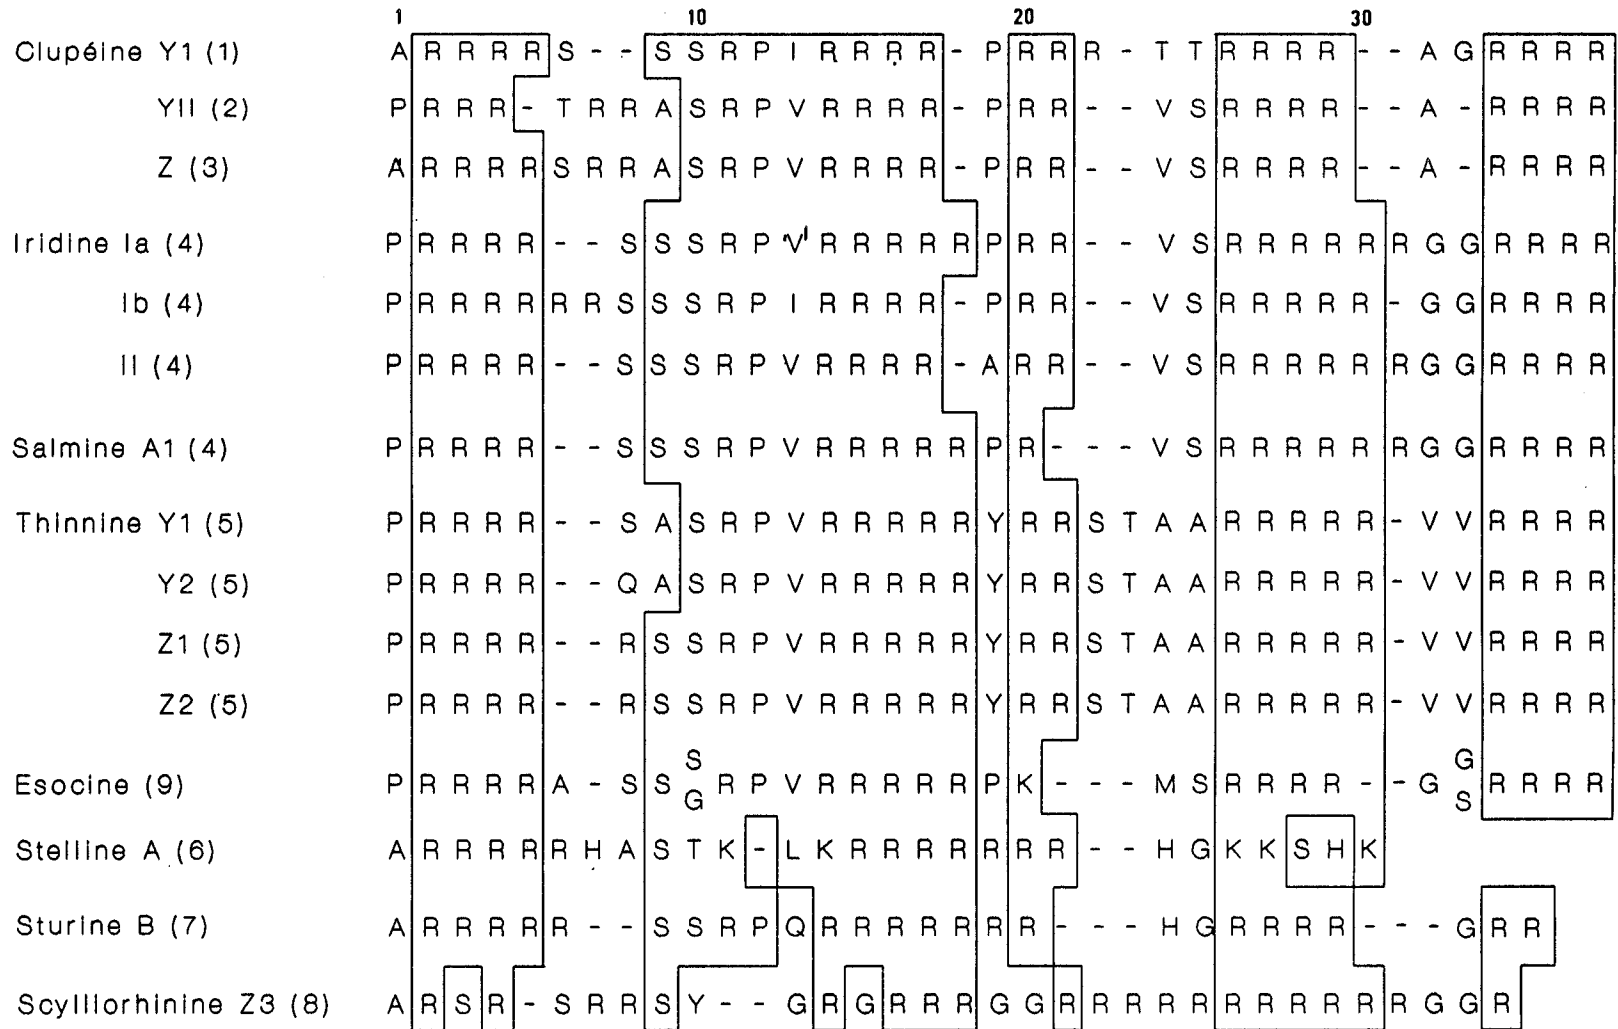 1 10 20 30
Clupéine Y1 (1) A R R R R S - - S S R P I R R R R - P R R R - T T R R R R - - A G R R R R
YII (2) P R R R - T R R A S R P V R R R R - P R R - - V S R R R R - - A - R R R R
Z (3) A R R R R S R R A S R P V R R R R - P R R - - V S R R R R - - A - R R R R
Iridine Ia (4) P R R R R - - S S S R P V R R R R R P R R - - V S R R R R R R G G R R R R
Ib (4) P R R R R R R S S S R P I R R R R - P R R - - V S R R R R R - G G R R R R
II (4) P R R R R - - S S S R P V R R R R - A R R - - V S R R R R R R G G R R R R
Salmine A1 (4) P R R R R - - S S S R P V R R R R R P R - - - V S R R R R R R G G R R R R
Thinnine Y1 (5) P R R R R - - S A S R P V R R R R R Y R R S T A A R R R R R - V V R R R R
Y2 (5) P R R R R - - Q A S R P V R R R R R Y R R S T A A R R R R R - V V R R R R
Z1 (5) P R R R R - - R S S R P V R R R R R Y R R S T A A R R R R R - V V R R R R
Z2 (5) P R R R R - - R S S R P V R R R R R Y R R S T A A R R R R R - V V R R R R
S G
Esocine (9) P R R R R A - S S R P V R R R R R P K - - - M S R R R R - - G R R R R
G S
Stelline A (6) A R R R R R H A S T K - L K R R R R R R R - - H G K K S H K
Sturine B (7) A R R R R R - - S S R P Q R R R R R R R - - - H G R R R R - - - G R R
Scylliorhinine Z3 (8) A R S R - S R R S Y - - G R G R R R G G R R R R R R R R R R R G G R